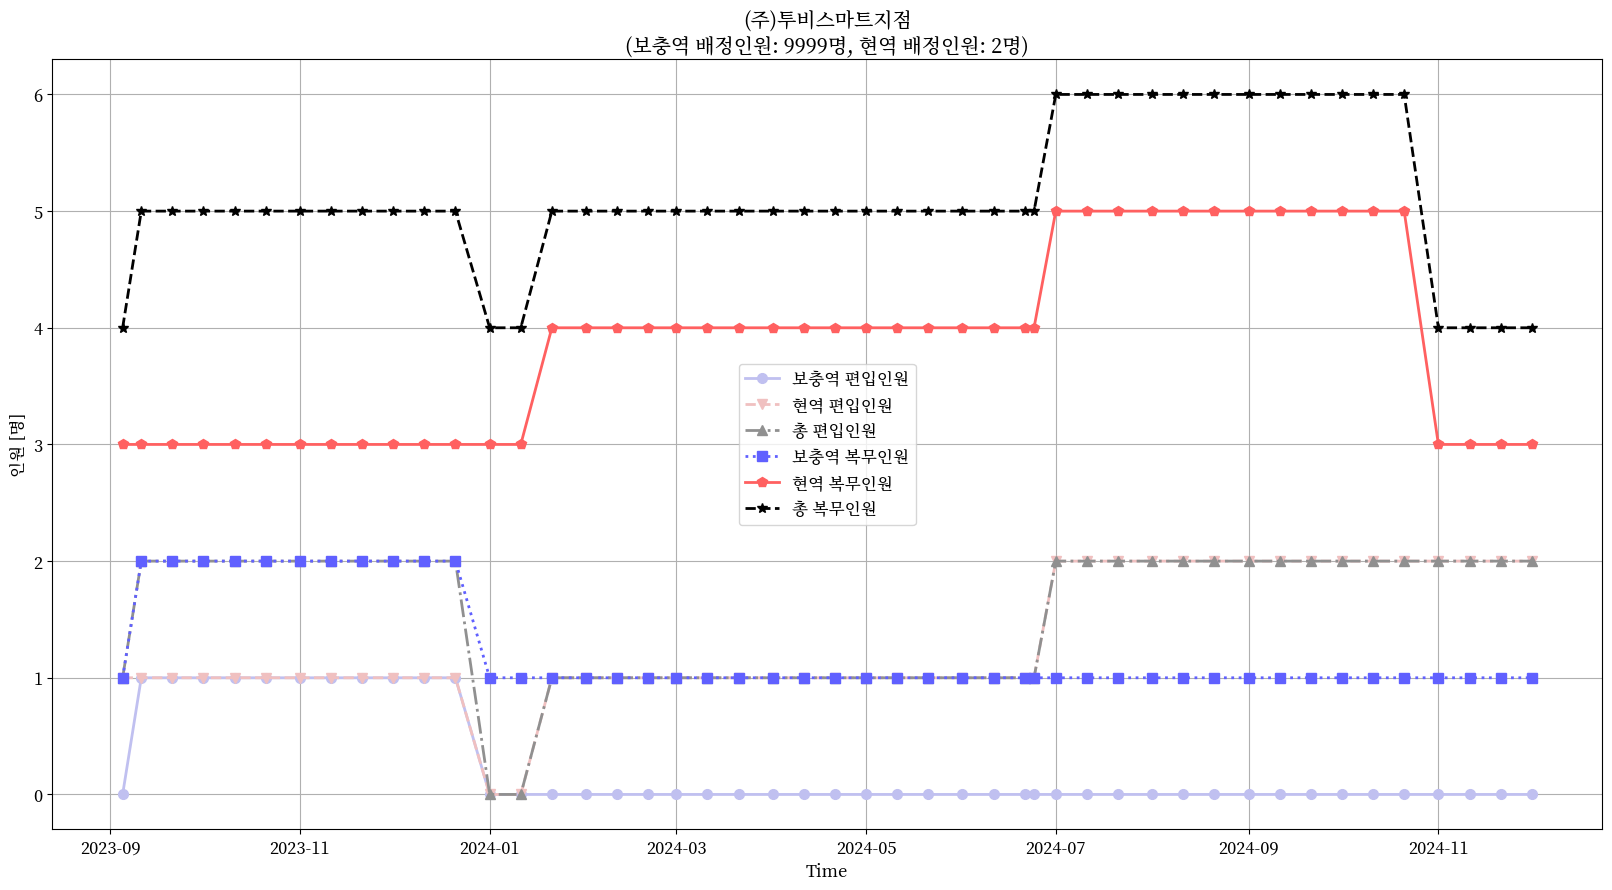 (주)투비스마트지점
(보충역 배정인원: 9999명, 현역 배정인원: 2명)
인원 [명]
6
5
4
3
2
1
0
보충역 편입인원
현역 편입인원
총 편입인원
보충역 복무인원
현역 복무인원
총 복무인원
2023-09
2023-11
2024-01
2024-03
2024-05
2024-07
2024-09
2024-11
Time